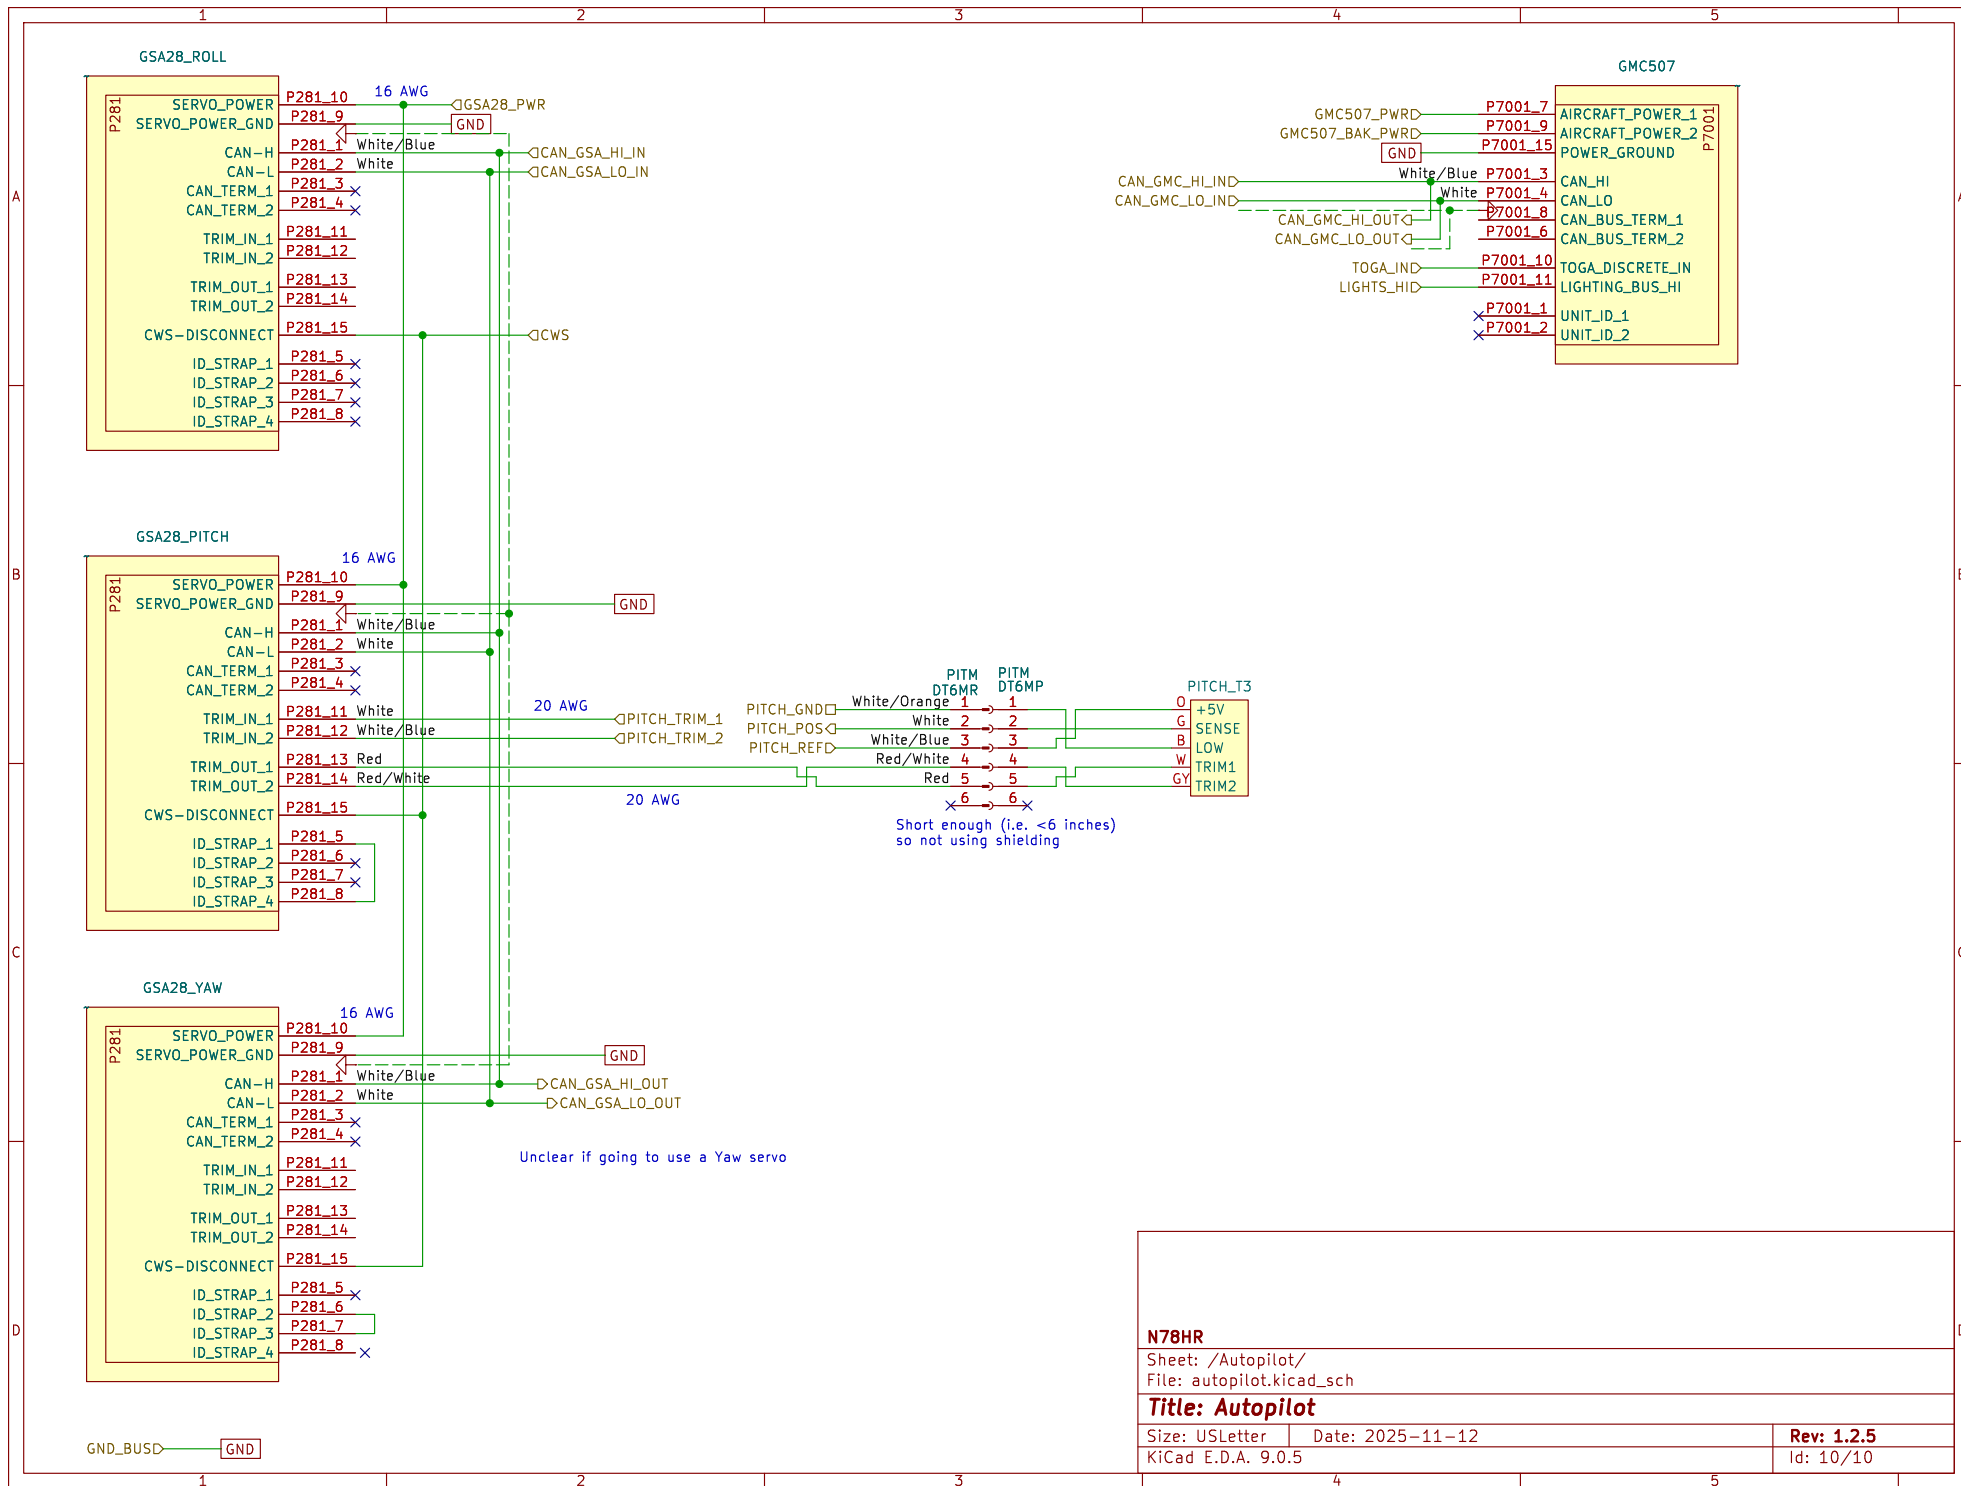 1 2 3 4 5
A
B
C
D
GSA28_ROLL
P281
16 AWG
SERVO_POWER P281_10 GSA28_PWR
SERVO_POWER_GND P281_9 GND
CAN-H P281_1 White/Blue CAN_GSA_HI_IN
CAN-L P281_2 White CAN_GSA_LO_IN
CAN_TERM_1 P281_3
CAN_TERM_2 P281_4
TRIM_IN_1 P281_11
TRIM_IN_2 P281_12
TRIM_OUT_1 P281_13
TRIM_OUT_2 P281_14
CWS-DISCONNECT P281_15 CWS
ID_STRAP_1 P281_5
ID_STRAP_2 P281_6
ID_STRAP_3 P281_7
ID_STRAP_4 P281_8
GMC507
P7001
GMC507_PWR P7001_7 AIRCRAFT_POWER_1
GMC507_BAK_PWR P7001_9 AIRCRAFT_POWER_2
GND P7001_15 POWER_GROUND
CAN_GMC_HI_IN White/Blue P7001_3 CAN_HI
CAN_GMC_LO_IN White P7001_4 CAN_LO
CAN_GMC_HI_OUT P7001_8 CAN_BUS_TERM_1
CAN_GMC_LO_OUT P7001_6 CAN_BUS_TERM_2
TOGA_IN P7001_10 TOGA_DISCRETE_IN
LIGHTS_HI P7001_11 LIGHTING_BUS_HI
P7001_1 UNIT_ID_1
P7001_2 UNIT_ID_2
GSA28_PITCH
P281
16 AWG
SERVO_POWER P281_10
SERVO_POWER_GND P281_9 GND
CAN-H P281_1 White/Blue
CAN-L P281_2 White
CAN_TERM_1 P281_3
CAN_TERM_2 P281_4
20 AWG
TRIM_IN_1 P281_11 White PITCH_TRIM_1
TRIM_IN_2 P281_12 White/Blue PITCH_TRIM_2
TRIM_OUT_1 P281_13 Red
TRIM_OUT_2 P281_14 Red/White
20 AWG
CWS-DISCONNECT P281_15
ID_STRAP_1 P281_5
ID_STRAP_2 P281_6
ID_STRAP_3 P281_7
ID_STRAP_4 P281_8
PITM PITM
DT6MR DT6MP PITCH_T3
PITCH_GND White/Orange 1 1 O +5V
PITCH_POS White 2 2 G SENSE
PITCH_REF White/Blue 3 3 B LOW
Red/White 4 4 W TRIM1
Red 5 5 GY TRIM2
6 6
Short enough (i.e. <6 inches)
so not using shielding
GSA28_YAW
P281
16 AWG
SERVO_POWER P281_10
SERVO_POWER_GND P281_9 GND
CAN-H P281_1 White/Blue CAN_GSA_HI_OUT
CAN-L P281_2 White CAN_GSA_LO_OUT
CAN_TERM_1 P281_3
CAN_TERM_2 P281_4
Unclear if going to use a Yaw servo
TRIM_IN_1 P281_11
TRIM_IN_2 P281_12
TRIM_OUT_1 P281_13
TRIM_OUT_2 P281_14
CWS-DISCONNECT P281_15
ID_STRAP_1 P281_5
ID_STRAP_2 P281_6
ID_STRAP_3 P281_7
ID_STRAP_4 P281_8
GND_BUS GND
N78HR
Sheet: /Autopilot/
File: autopilot.kicad_sch
Title: Autopilot
Size: USLetter Date: 2025-11-12 Rev: 1.2.5
KiCad E.D.A. 9.0.5 Id: 10/10
1 2 3 4 5